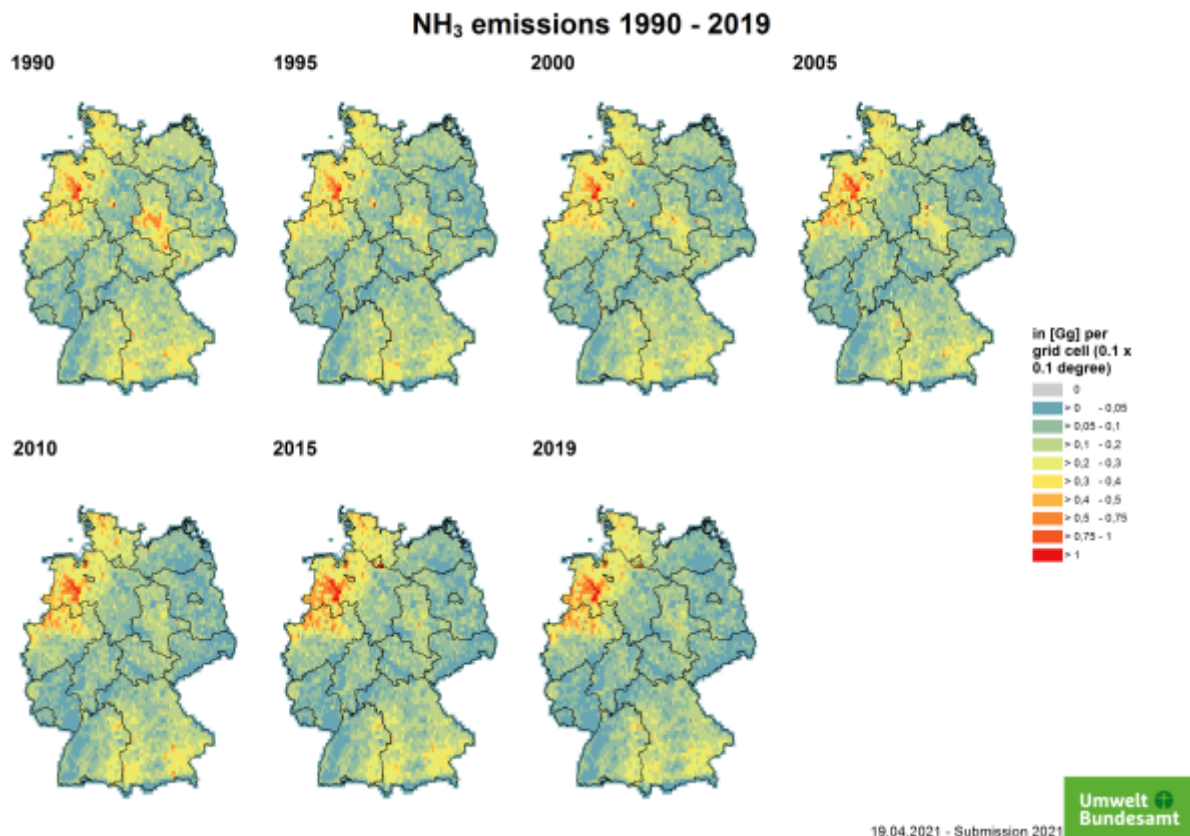 NH₃ emissions 1990 - 2019
1990
1995
2000
2005
2010
2015
2019
in [Gg] per
grid cell (0.1 x
0.1 degree)
0
> 0 - 0,05
> 0,05 - 0,1
> 0,1 - 0,2
> 0,2 - 0,3
> 0,3 - 0,4
> 0,4 - 0,5
> 0,5 - 0,75
> 0,75 - 1
> 1
Umwelt
Bundesamt
19.04.2021 - Submission 2021